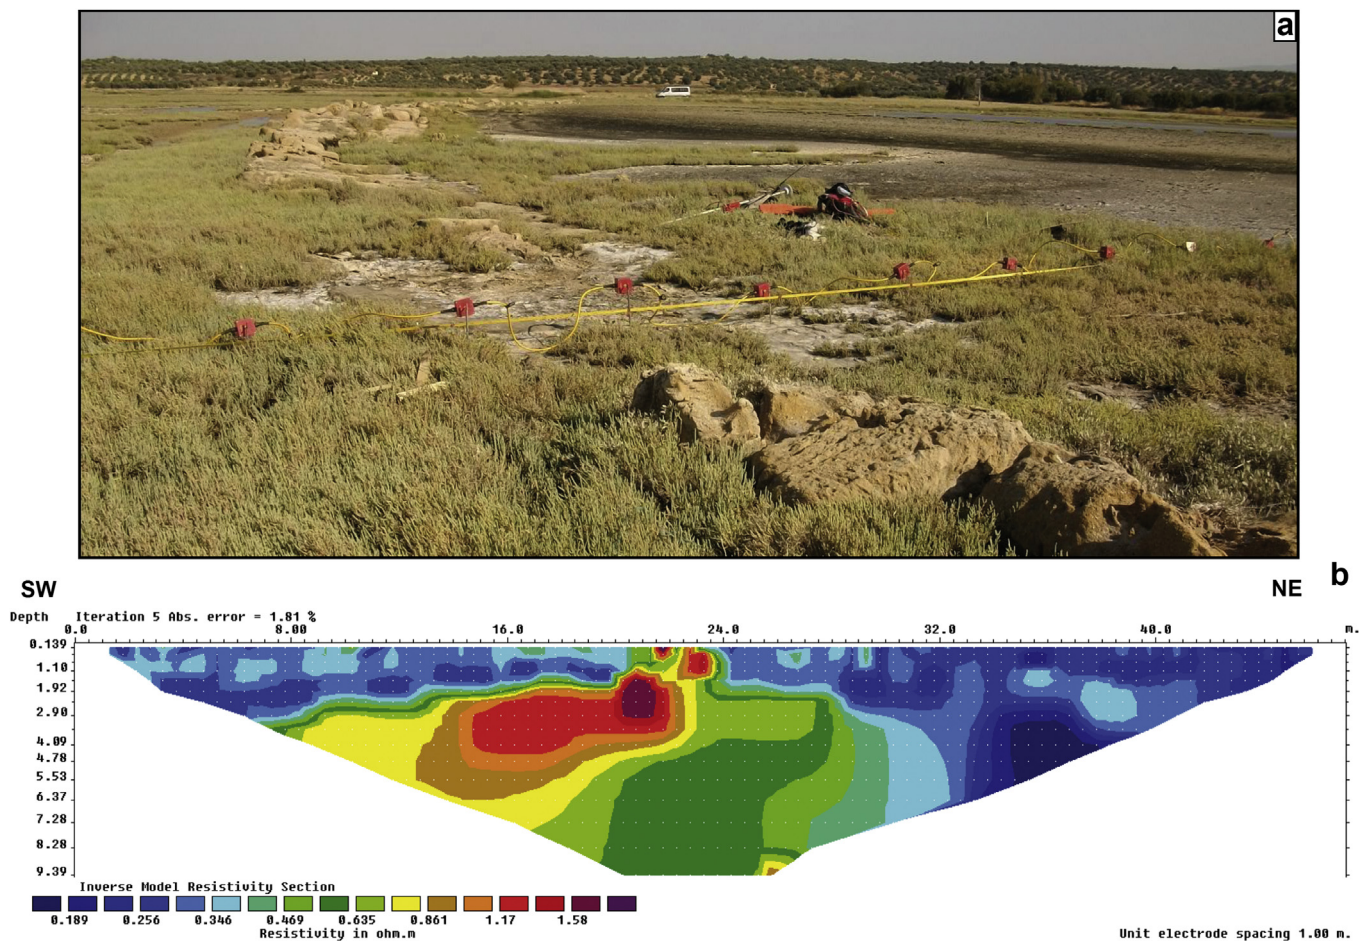 a
b
SW NE
Depth Iteration 5 Abs. error = 1.81 %
0.0 8.00 16.0 24.0 32.0 40.0 m.
0.139
1.10
1.92
2.90
4.09
4.78
5.53
6.37
7.28
8.28
9.39
Inverse Model Resistivity Section
0.189 0.256 0.346 0.469 0.635 0.861 1.17 1.58
Resistivity in ohm.m
Unit electrode spacing 1.00 m.